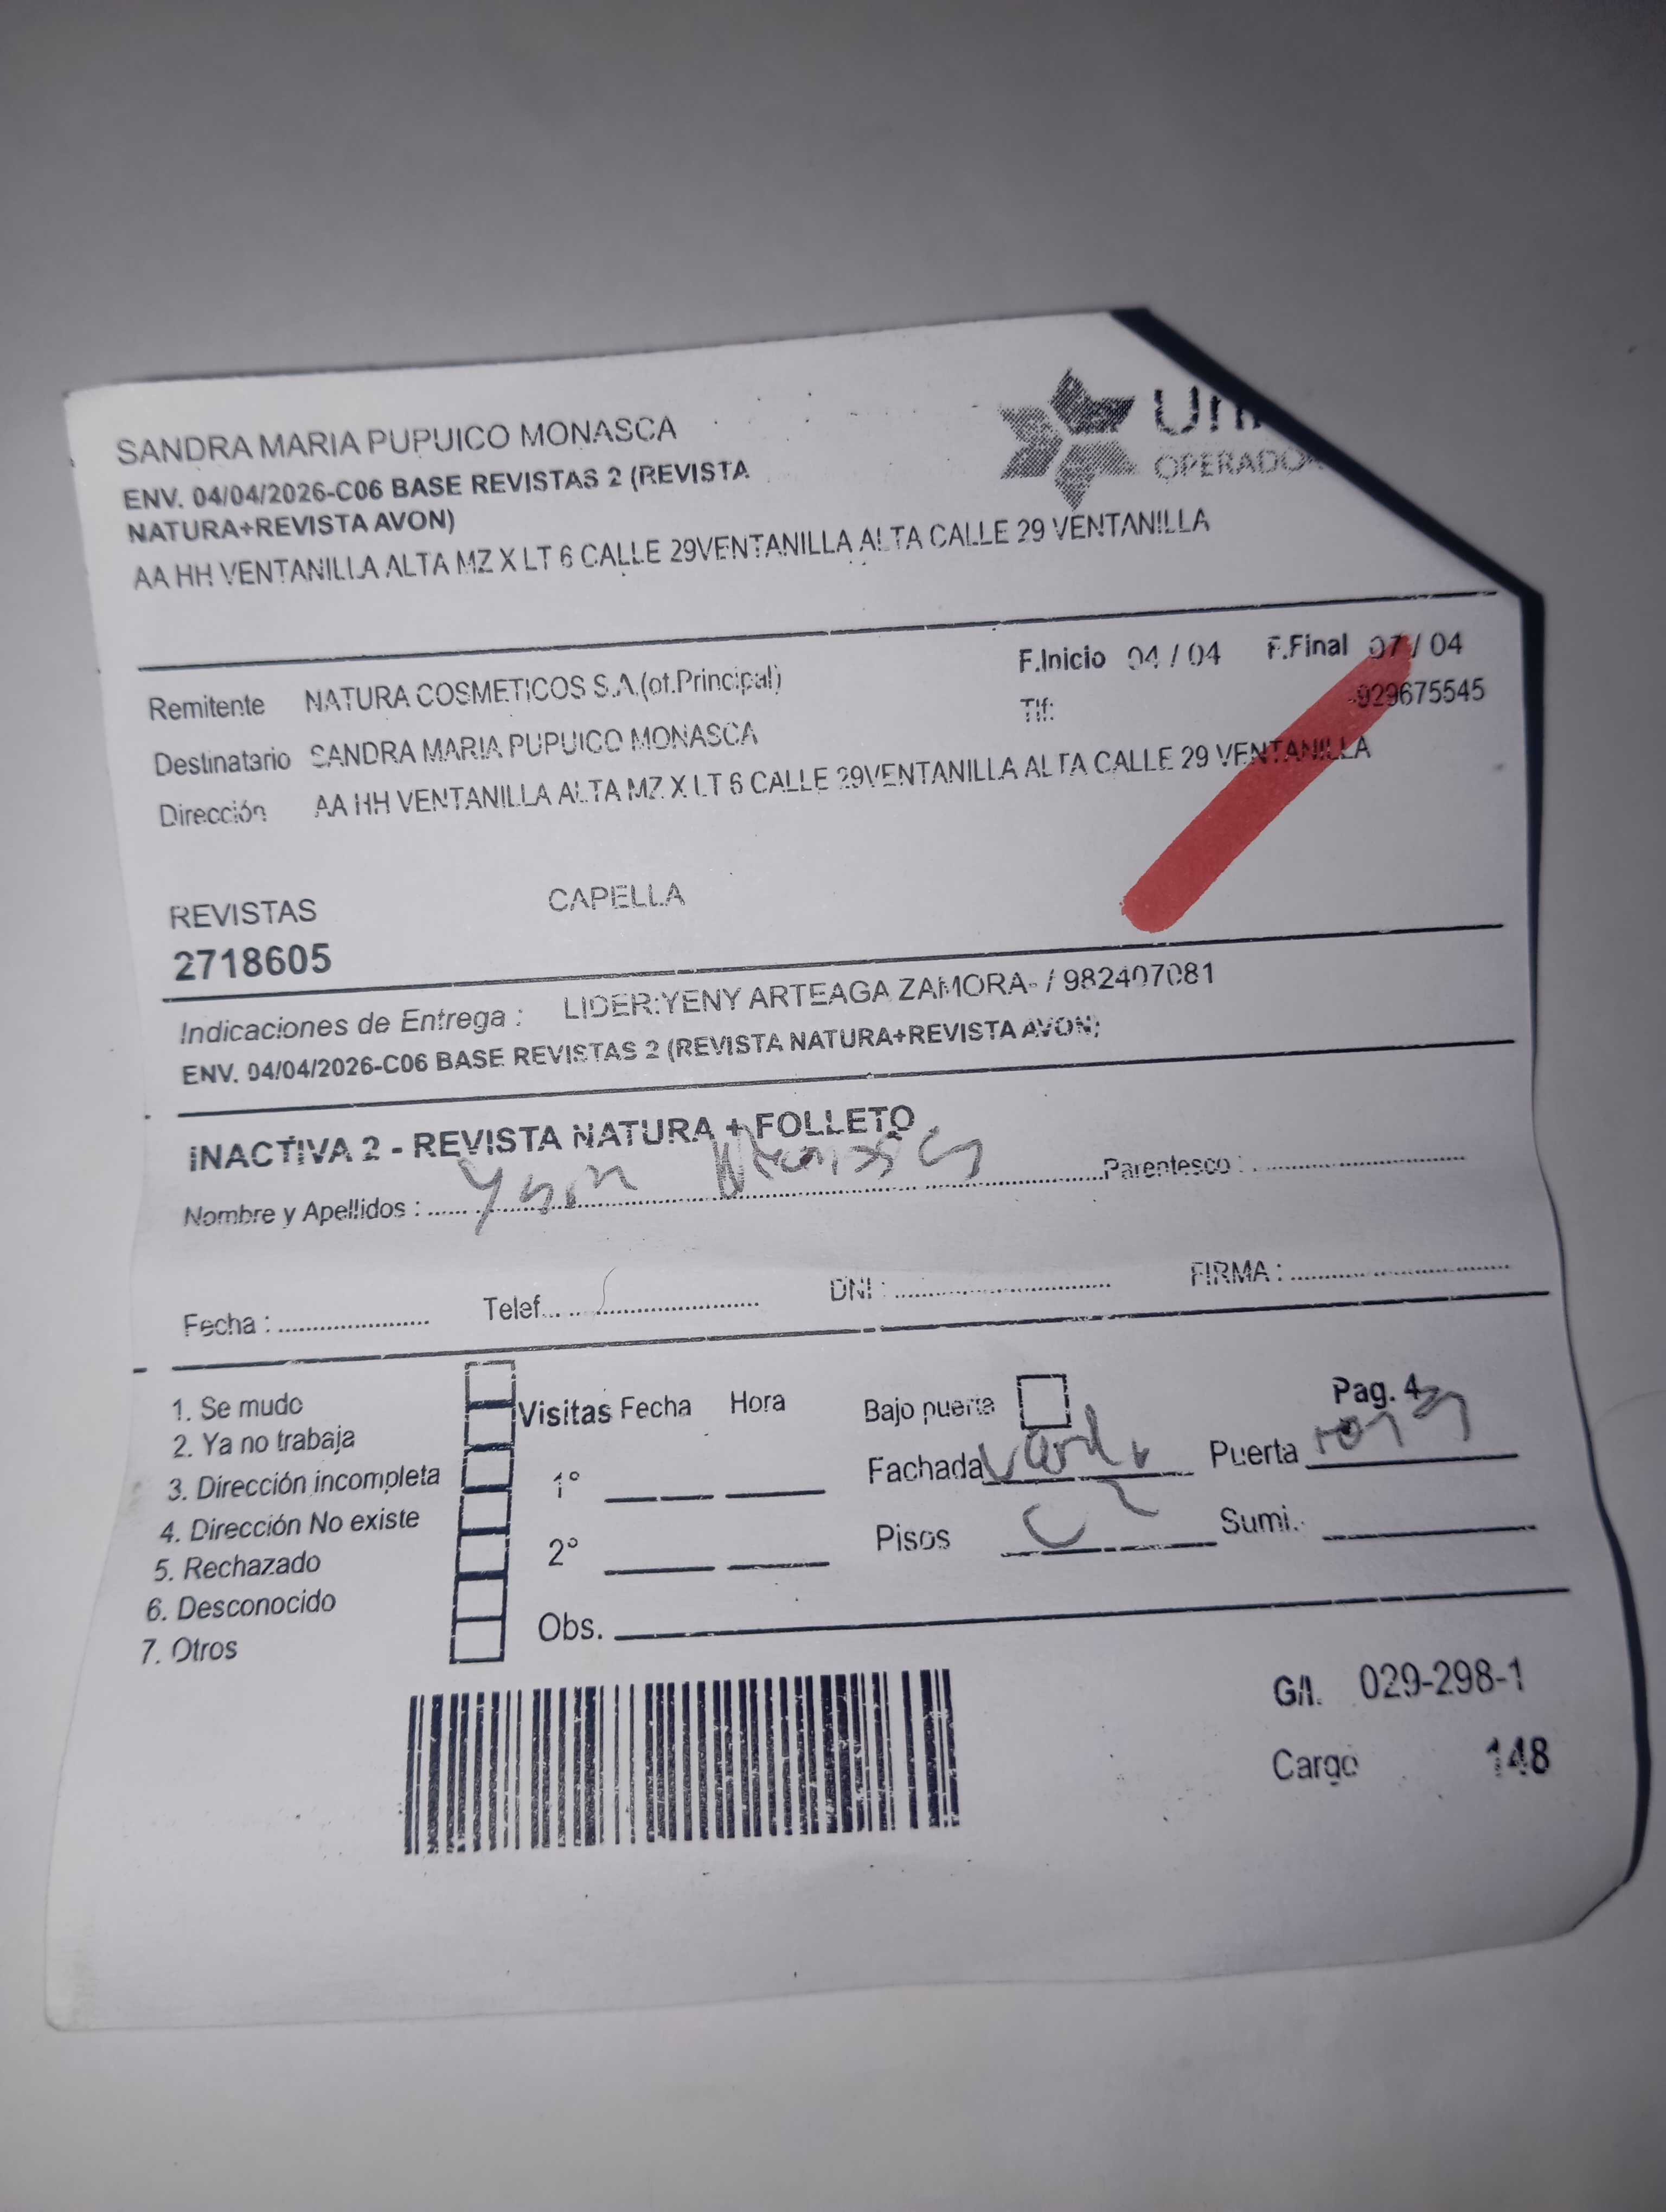 SANDRA MARIA PUPUICO MONASCA
ENV. 04/04/2026-C06 BASE REVISTAS 2 (REVISTA
NATURA+REVISTA AVON)
AA HH VENTANILLA ALTA MZ X LT 6 CALLE 29VENTANILLA ALTA CALLE 29 VENTANILLA
OPERADO
F.Inicio 04 / 04 F.Final 07 / 04
Remitente NATURA COSMETICOS S.A.(of.Principal)
Tlf: -929675545
Destinatario SANDRA MARIA PUPUICO MONASCA
Dirección AA HH VENTANILLA ALTA MZ X LT 6 CALLE 29VENTANILLA ALTA CALLE 29 VENTANILLA
REVISTAS CAPELLA
2718605
Indicaciones de Entrega : LIDER:YENY ARTEAGA ZAMORA- / 982407081
ENV. 04/04/2026-C06 BASE REVISTAS 2 (REVISTA NATURA+REVISTA AVON)
INACTIVA 2 - REVISTA NATURA + FOLLETO
Nombre y Apellidos : Parentesco :
Fecha : Telef. DNI : FIRMA :
1. Se mudo
2. Ya no trabaja
3. Dirección incompleta
4. Dirección No existe
5. Rechazado
6. Desconocido
7. Otros
Visitas Fecha Hora
1°
2°
Obs.
Bajo puerta Pag. 4
Fachada Puerta
Pisos 2 Sumi.
G/I. 029-298-1
Cargo 148